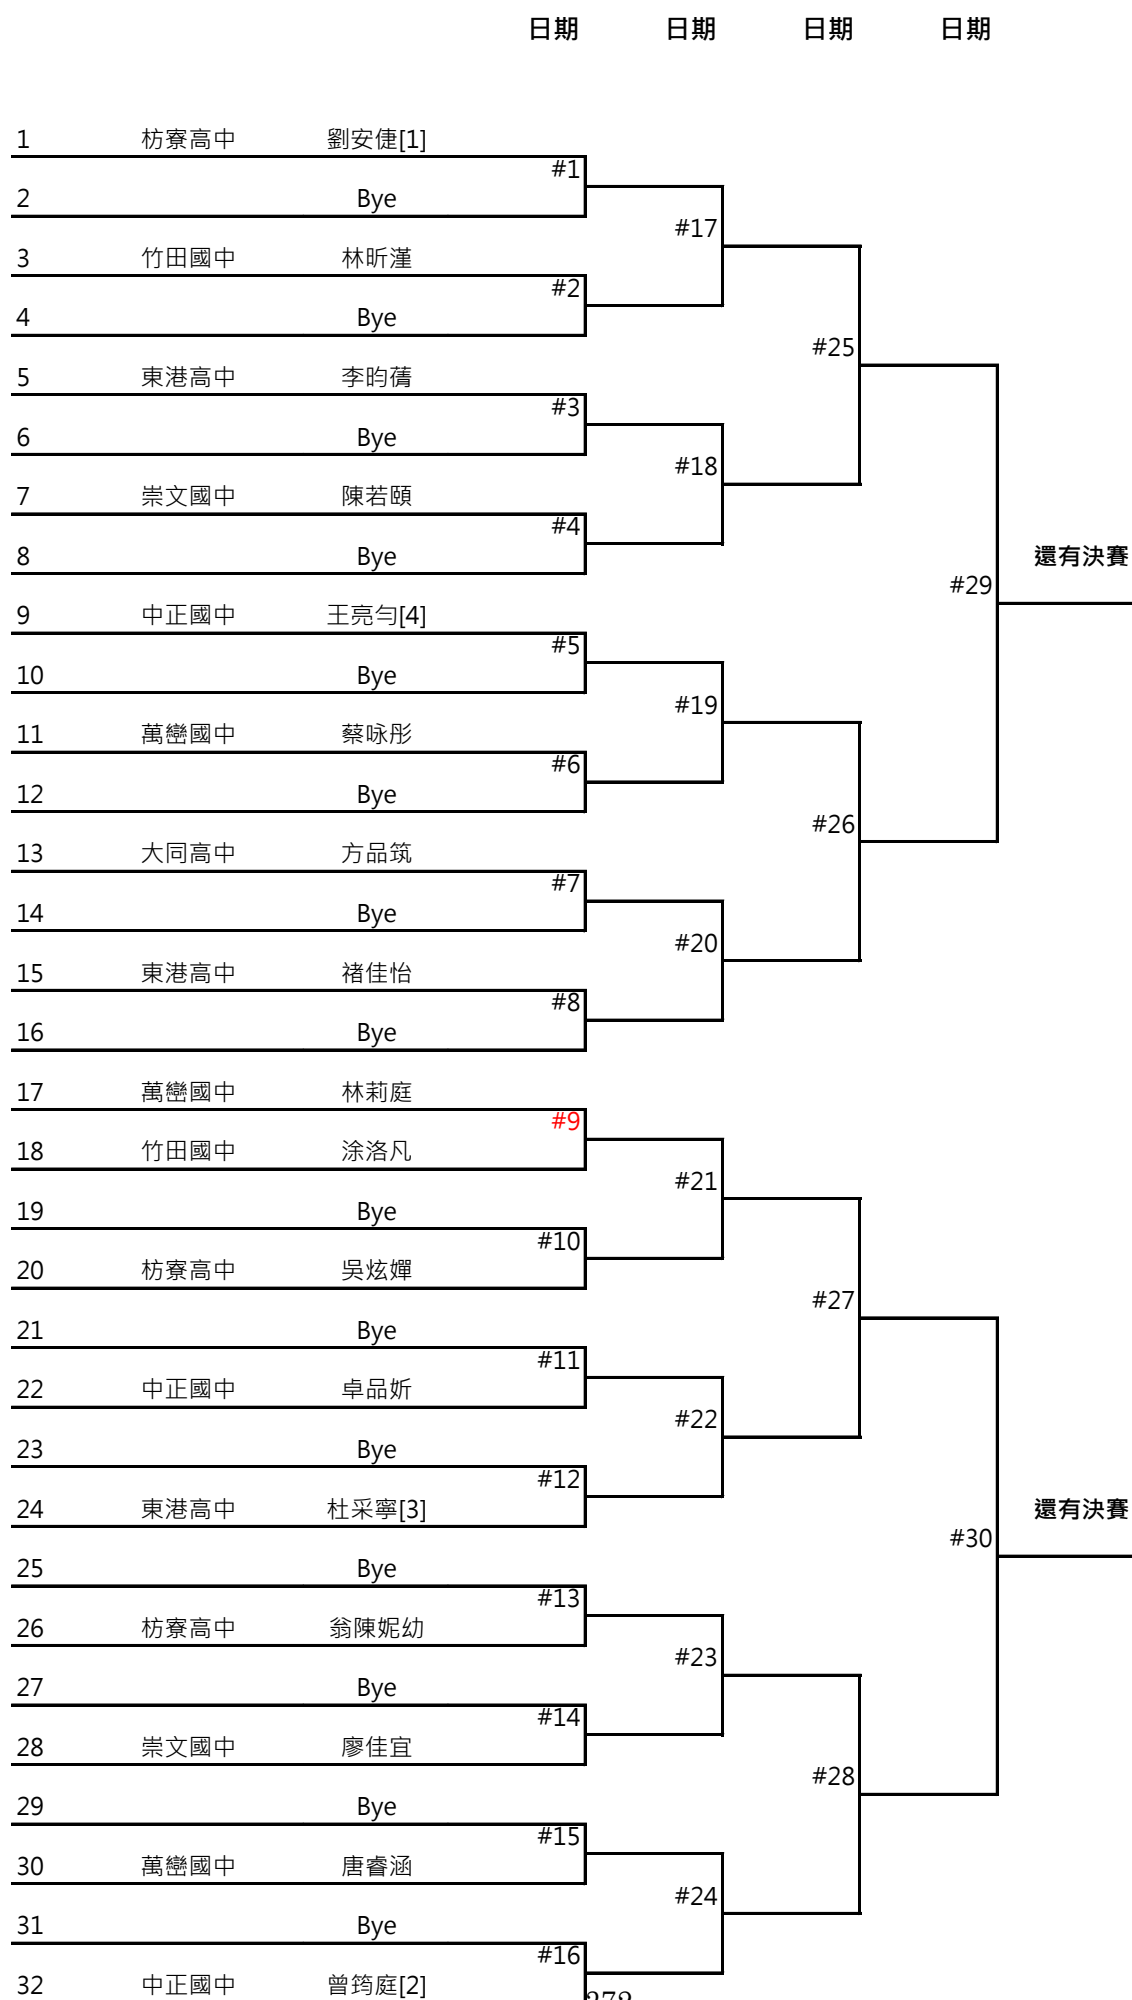 日期 日期 日期 日期
1 枋寮高中 劉安倢[1]
#1
2 Bye
#17
3 竹田國中 林昕漌
#2
4 Bye
#25
5 東港高中 李昀蒨
#3
6 Bye
#18
7 崇文國中 陳若頤
#4
8 Bye
還有決賽
#29
9 中正國中 王亮勻[4]
#5
10 Bye
#19
11 萬巒國中 蔡咏彤
#6
12 Bye
#26
13 大同高中 方品筑
#7
14 Bye
#20
15 東港高中 褚佳怡
#8
16 Bye
17 萬巒國中 林莉庭
#9
18 竹田國中 涂洛凡
#21
19 Bye
#10
20 枋寮高中 吳炫嬋
#27
21 Bye
#11
22 中正國中 卓品妡
#22
23 Bye
#12
24 東港高中 杜采寧[3]
還有決賽
#30
25 Bye
#13
26 枋寮高中 翁陳妮幼
#23
27 Bye
#14
28 崇文國中 廖佳宜
#28
29 Bye
#15
30 萬巒國中 唐睿涵
#24
31 Bye
#16
32 中正國中 曾筠庭[2]